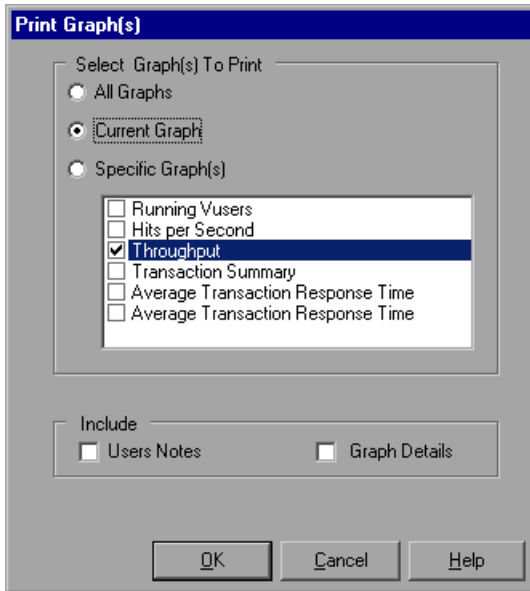 Print Graph(s)
Select Graph(s) To Print
All Graphs
Current Graph
Specific Graph(s)
Running Vusers
Hits per Second
Throughput
Transaction Summary
Average Transaction Response Time
Average Transaction Response Time
Include
Users Notes
Graph Details
OK
Cancel
Help